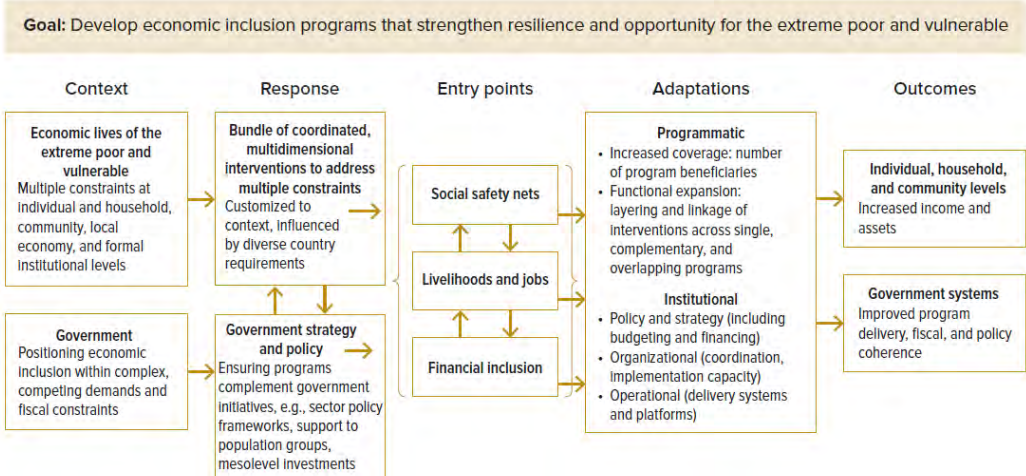 Goal: Develop economic inclusion programs that strengthen resilience and opportunity for the extreme poor and vulnerable
Context
Response
Entry points
Adaptations
Outcomes
Economic lives of the
extreme poor and
vulnerable
Multiple constraints at
individual and household,
community, local
economy, and formal
institutional levels
Government
Positioning economic
inclusion within complex,
competing demands and
fiscal constraints
Bundle of coordinated,
multidimensional
interventions to address
multiple constraints
Customized to
context, influenced
by diverse country
requirements
Government strategy
and policy
Ensuring programs
complement government
initiatives, e.g., sector policy
frameworks, support to
population groups,
mesolevel investments
Social safety nets
Livelihoods and jobs
Financial inclusion
Programmatic
• Increased coverage: number
of program beneficiaries
• Functional expansion:
layering and linkage of
interventions across single,
complementary, and
overlapping programs
Institutional
• Policy and strategy (including
budgeting and financing)
• Organizational (coordination,
implementation capacity)
• Operational (delivery systems
and platforms)
Individual, household,
and community levels
Increased income and
assets
Government systems
Improved program
delivery, fiscal, and policy
coherence